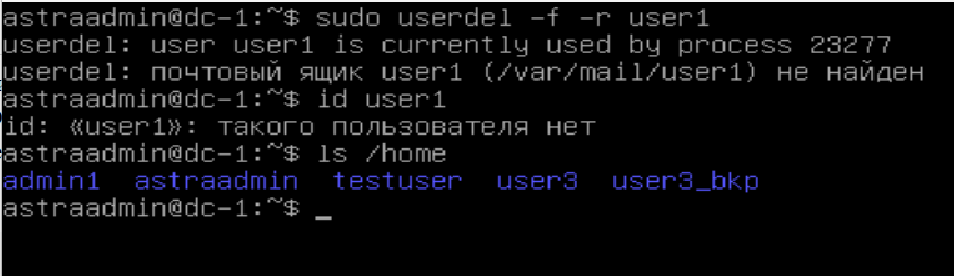 astraadmin@dc-1:~$ sudo userdel -f -r user1
userdel: user user1 is currently used by process 23277
userdel: почтовый ящик user1 (/var/mail/user1) не найден
astraadmin@dc-1:~$ id user1
id: «user1»: такого пользователя нет
astraadmin@dc-1:~$ ls /home
admin1  astraadmin  testuser  user3  user3_bkp
astraadmin@dc-1:~$ _